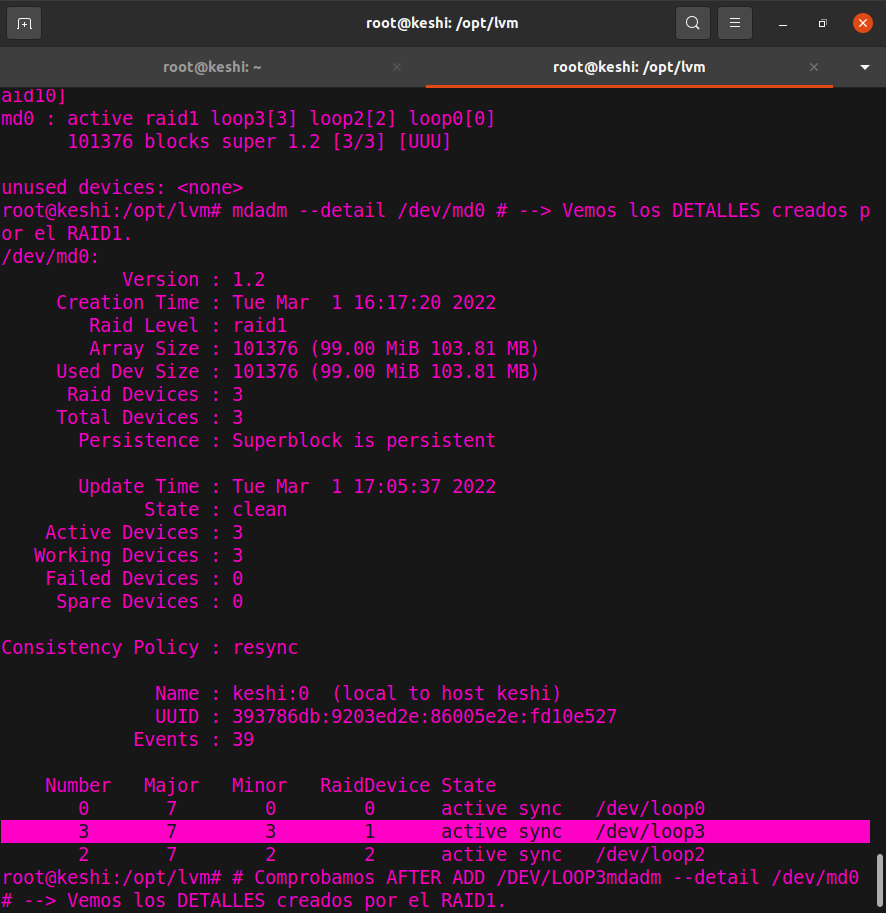 root@keshi: /opt/lvm
root@keshi: ~
root@keshi: /opt/lvm
aid10]
md0 : active raid1 loop3[3] loop2[2] loop0[0]
      101376 blocks super 1.2 [3/3] [UUU]
unused devices: <none>
root@keshi:/opt/lvm# mdadm --detail /dev/md0 # --> Vemos los DETALLES creados p
or el RAID1.
/dev/md0:
           Version : 1.2
     Creation Time : Tue Mar  1 16:17:20 2022
        Raid Level : raid1
        Array Size : 101376 (99.00 MiB 103.81 MB)
     Used Dev Size : 101376 (99.00 MiB 103.81 MB)
      Raid Devices : 3
     Total Devices : 3
       Persistence : Superblock is persistent
       Update Time : Tue Mar  1 17:05:37 2022
             State : clean
    Active Devices : 3
   Working Devices : 3
    Failed Devices : 0
     Spare Devices : 0
Consistency Policy : resync
              Name : keshi:0  (local to host keshi)
              UUID : 393786db:9203ed2e:86005e2e:fd10e527
            Events : 39
    Number   Major   Minor   RaidDevice State
       0       7        0        0      active sync   /dev/loop0
       3       7        3        1      active sync   /dev/loop3
       2       7        2        2      active sync   /dev/loop2
root@keshi:/opt/lvm# # Comprobamos AFTER ADD /DEV/LOOP3mdadm --detail /dev/md0
# --> Vemos los DETALLES creados por el RAID1.